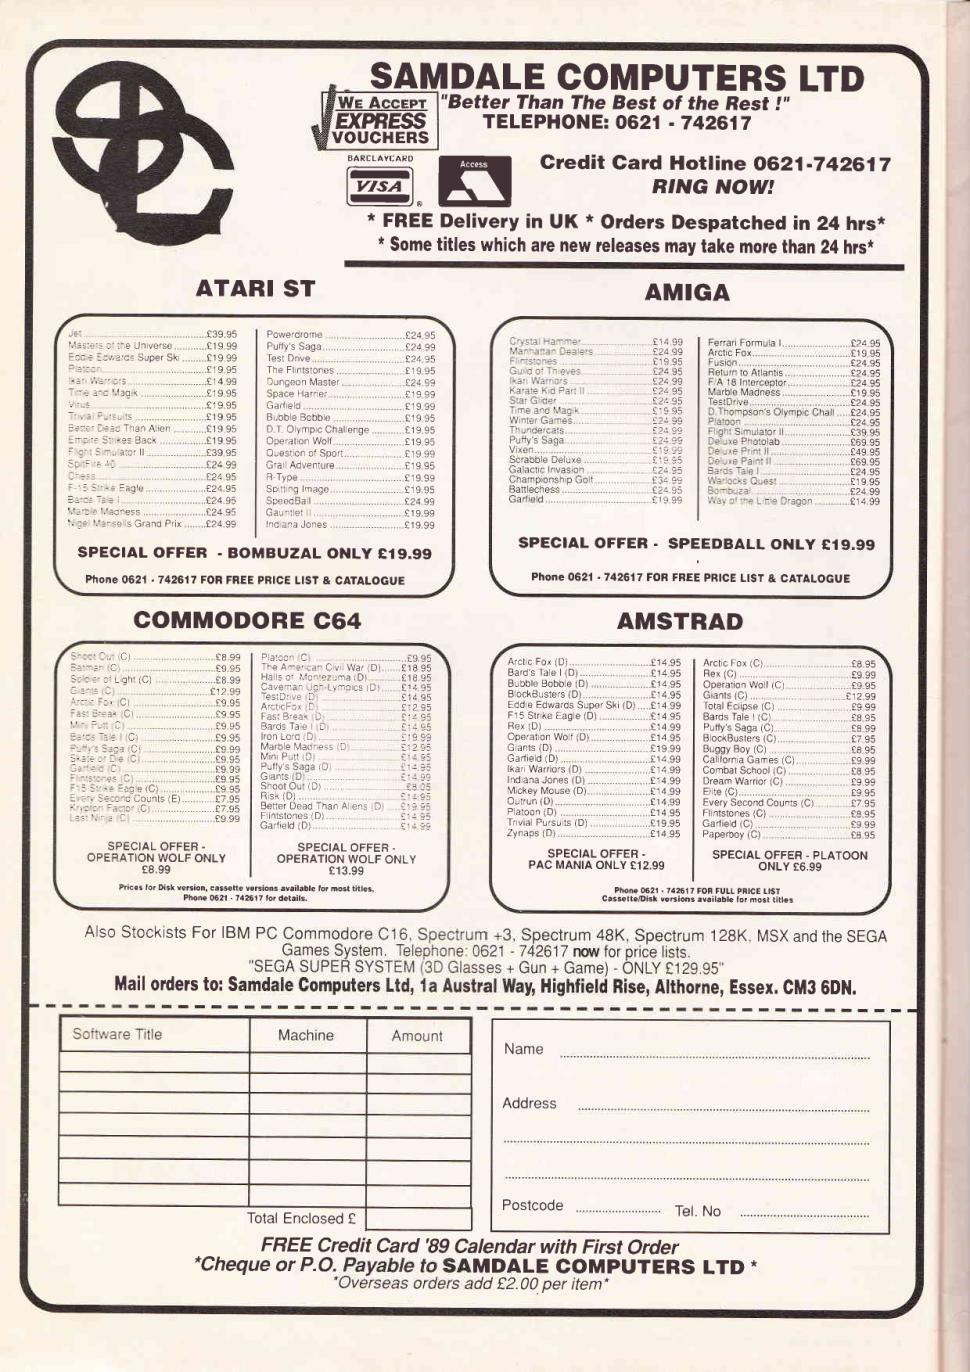 SAMDALE COMPUTERS LTD
"Better Than The Best of the Rest !"
TELEPHONE: 0621 - 742617
WE ACCEPT
EXPRESS
VOUCHERS
BARCLAYCARD
VISA
®
Access
Credit Card Hotline 0621-742617
RING NOW!
* FREE Delivery in UK * Orders Despatched in 24 hrs*
* Some titles which are new releases may take more than 24 hrs*
ATARI ST
Jet £39.95
Masters of the Universe £19.99
Eddie Edwards Super Ski £19.99
Platoon £19.95
Ikari Warriors £14.99
Time and Magik £19.95
Virus £19.95
Trivial Pursuits £19.95
Better Dead Than Alien £19.95
Empire Strikes Back £19.95
Flight Simulator II £39.95
SpitFire 40 £24.99
Chess £24.95
F-15 Strike Eagle £24.95
Bards Tale I £24.95
Marble Madness £24.95
Nigel Mansells Grand Prix £24.99
Powerdrome £24.95
Puffy's Saga £24.99
Test Drive £24.95
The Flintstones £19.95
Dungeon Master £24.99
Space Harrier £19.95
Garfield £19.99
Bubble Bobble £19.95
D.T. Olympic Challenge £19.95
Operation Wolf £19.95
Question of Sport £19.99
Grail Adventure £19.95
R-Type £19.99
Spitting Image £19.95
SpeedBall £24.99
Gauntlet II £19.99
Indiana Jones £19.99
SPECIAL OFFER - BOMBUZAL ONLY £19.99
Phone 0621 - 742617 FOR FREE PRICE LIST & CATALOGUE
AMIGA
Crystal Hammer £14.99
Manhattan Dealers £24.99
Flintstones £19.95
Guild of Thieves £24.95
Ikari Warriors £24.99
Karate Kid Part II £24.95
Star Glider £24.95
Time and Magik £19.95
Winter Games £24.99
Thundercats £24.99
Puffy's Saga £24.99
Vixen £19.99
Scrabble Deluxe £19.95
Galactic Invasion £24.95
Championship Golf £34.99
Battlechess £24.95
Garfield £19.99
Ferrari Formula I £24.95
Arctic Fox £19.95
Fusion £24.95
Return to Atlantis £24.95
F/A 18 Interceptor £24.95
Marble Madness £19.95
TestDrive £24.95
D.Thompson's Olympic Chall £24.95
Platoon £24.95
Flight Simulator II £39.95
Deluxe Photolab £69.95
Deluxe Print II £49.95
Deluxe Paint II £69.95
Bards Tale I £24.95
Warlocks Quest £19.95
Bombuzal £24.99
Way of the Little Dragon £14.99
SPECIAL OFFER - SPEEDBALL ONLY £19.99
Phone 0621 - 742617 FOR FREE PRICE LIST & CATALOGUE
COMMODORE C64
Shoot Out (C) £8.99
Batman (C) £9.95
Soldier of Light (C) £8.99
Giants (C) £12.99
Arctic Fox (C) £9.95
Fast Break (C) £9.95
Mini Putt (C) £9.95
Bards Tale I (C) £9.95
Puffy's Saga (C) £9.99
Skate or Die (C) £9.95
Garfield (C) £9.99
Flintstones (C) £9.95
F15 Strike Eagle (C) £9.95
Every Second Counts (E) £7.95
Krypton Factor (C) £7.95
Last Ninja (C) £9.99
Platoon (C) £9.95
The American Civil War (D) £18.95
Halls of Montezuma (D) £18.95
Caveman Ugh-Lympics (D) £14.95
TestDrive (D) £14.95
ArcticFox (D) £12.95
Fast Break (D) £14.95
Bards Tale I (D) £14.95
Iron Lord (D) £19.99
Marble Madness (D) £12.95
Mini Putt (D) £14.95
Puffy's Saga (D) £14.95
Giants (D) £14.99
Shoot Out (D) £8.05
Risk (D) £14.95
Better Dead Than Aliens (D) £19.95
Flintstones (D) £14.95
Garfield (D) £14.99
SPECIAL OFFER -
OPERATION WOLF ONLY
£8.99
SPECIAL OFFER -
OPERATION WOLF ONLY
£13.99
Prices for Disk version, cassette versions available for most titles,
Phone 0621 - 742617 for details.
AMSTRAD
Arctic Fox (D) £14.95
Bard's Tale I (D) £14.95
Bubble Bobble (D) £14.95
BlockBusters (D) £14.95
Eddie Edwards Super Ski (D) £14.99
F15 Strike Eagle (D) £14.95
Rex (D) £14.99
Operation Wolf (D) £14.95
Giants (D) £19.99
Garfield (D) £14.99
Ikari Warriors (D) £14.99
Indiana Jones (D) £14.99
Mickey Mouse (D) £14.99
Outrun (D) £14.99
Platoon (D) £14.95
Trivial Pursuits (D) £19.95
Zynaps (D) £14.95
Arctic Fox (C) £8.95
Rex (C) £9.99
Operation Wolf (C) £9.95
Giants (C) £12.99
Total Eclipse (C) £9.99
Bards Tale I (C) £8.95
Puffy's Saga (C) £8.99
BlockBusters (C) £7.95
Buggy Boy (C) £8.95
California Games (C) £9.99
Combat School (C) £8.95
Dream Warrior (C) £9.99
Elite (C) £9.95
Every Second Counts (C) £7.95
Flintstones (C) £8.95
Garfield (C) £9.99
Paperboy (C) £8.95
SPECIAL OFFER -
PAC MANIA ONLY £12.99
SPECIAL OFFER - PLATOON
ONLY £6.99
Phone 0621 - 742617 FOR FULL PRICE LIST
Cassette/Disk versions available for most titles
Also Stockists For IBM PC Commodore C16, Spectrum +3, Spectrum 48K, Spectrum 128K, MSX and the SEGA
Games System. Telephone: 0621 - 742617 now for price lists.
"SEGA SUPER SYSTEM (3D Glasses + Gun + Game) - ONLY £129.95"
Mail orders to: Samdale Computers Ltd, 1a Austral Way, Highfield Rise, Althorne, Essex. CM3 6DN.
Software Title Machine Amount
Total Enclosed £
Name
Address
Postcode Tel. No
FREE Credit Card '89 Calendar with First Order
*Cheque or P.O. Payable to SAMDALE COMPUTERS LTD *
*Overseas orders add £2.00 per item*